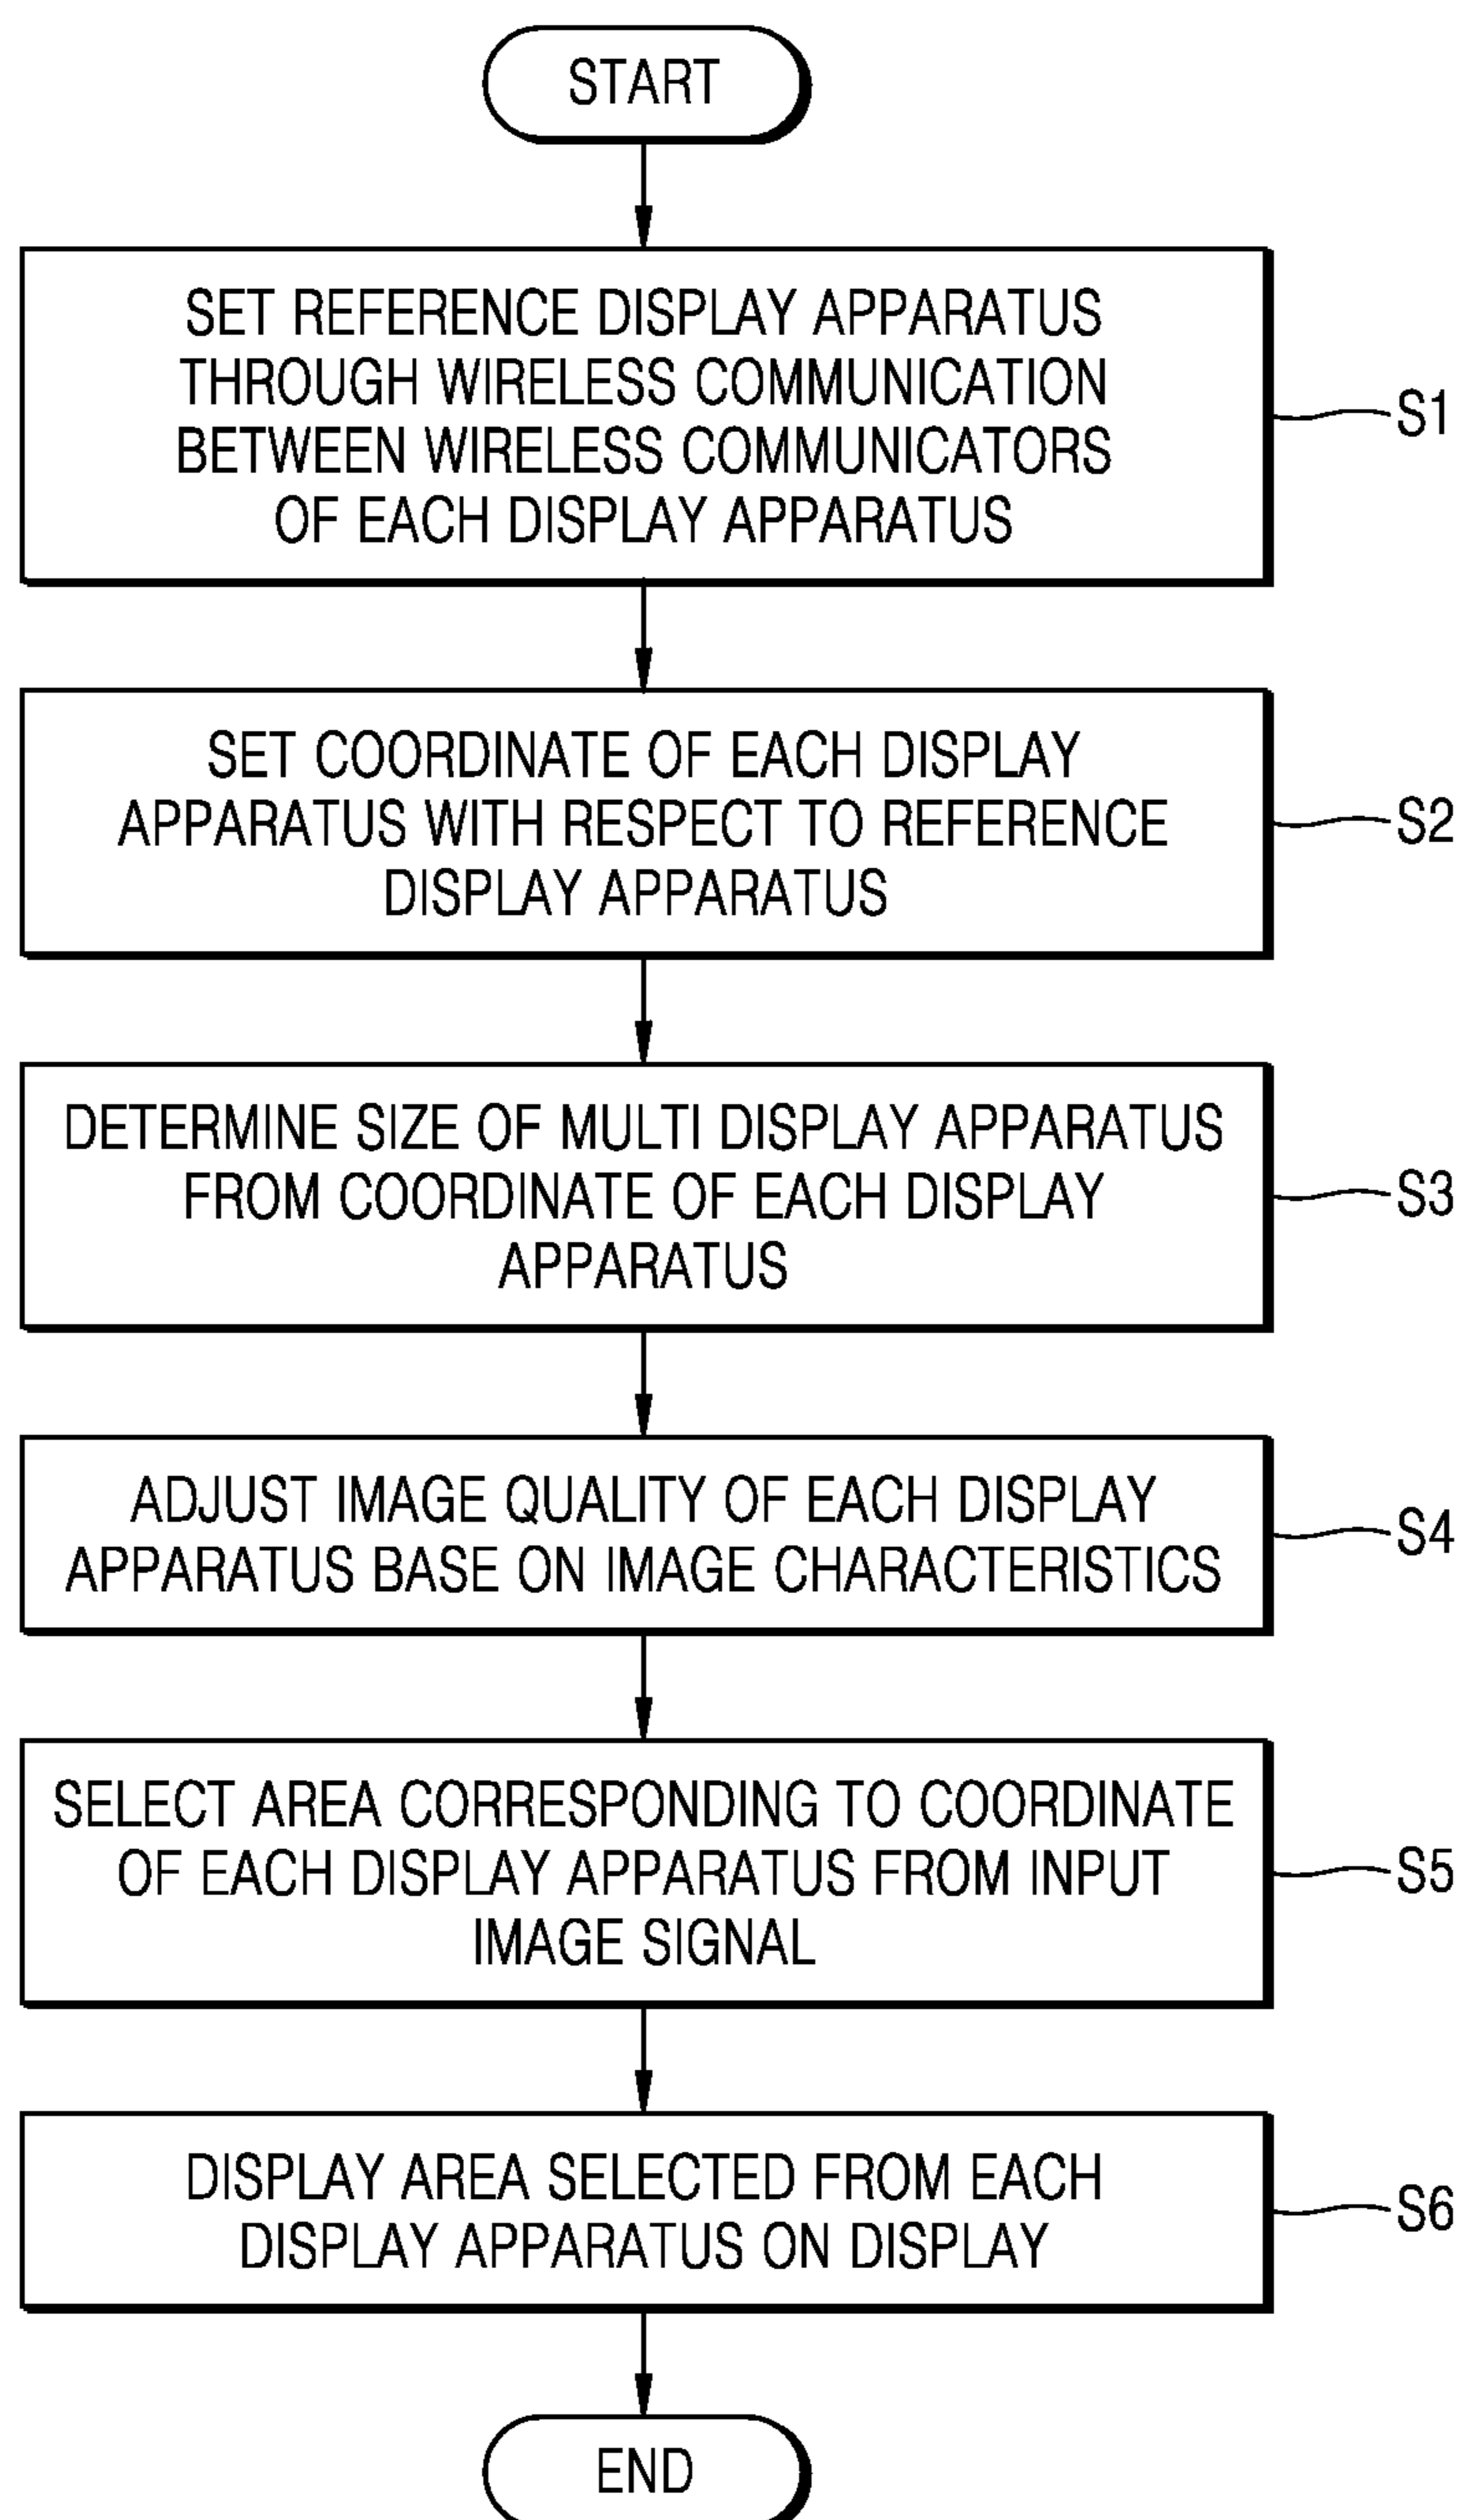 START
SET REFERENCE DISPLAY APPARATUS
THROUGH WIRELESS COMMUNICATION
BETWEEN WIRELESS COMMUNICATORS
OF EACH DISPLAY APPARATUS
S1
SET COORDINATE OF EACH DISPLAY
APPARATUS WITH RESPECT TO REFERENCE
DISPLAY APPARATUS
S2
DETERMINE SIZE OF MULTI DISPLAY APPARATUS
FROM COORDINATE OF EACH DISPLAY
APPARATUS
S3
ADJUST IMAGE QUALITY OF EACH DISPLAY
APPARATUS BASE ON IMAGE CHARACTERISTICS
S4
SELECT AREA CORRESPONDING TO COORDINATE
OF EACH DISPLAY APPARATUS FROM INPUT
IMAGE SIGNAL
S5
DISPLAY AREA SELECTED FROM EACH
DISPLAY APPARATUS ON DISPLAY
S6
END